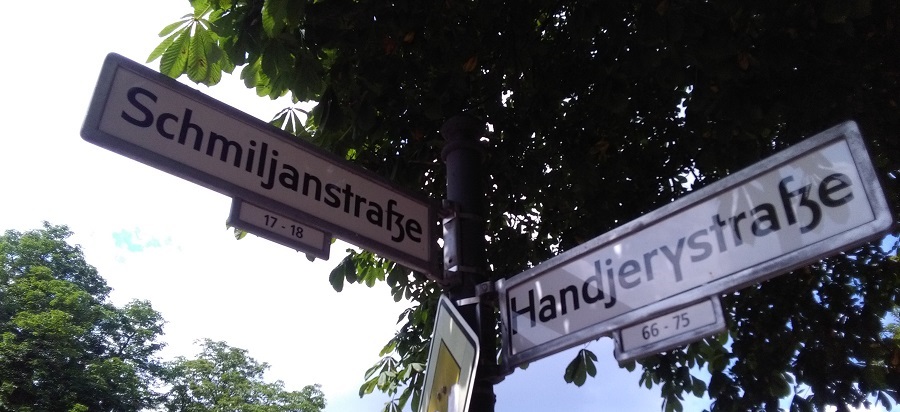 Schmiljanstraße
17 - 18
Handjerystraße
66 - 75